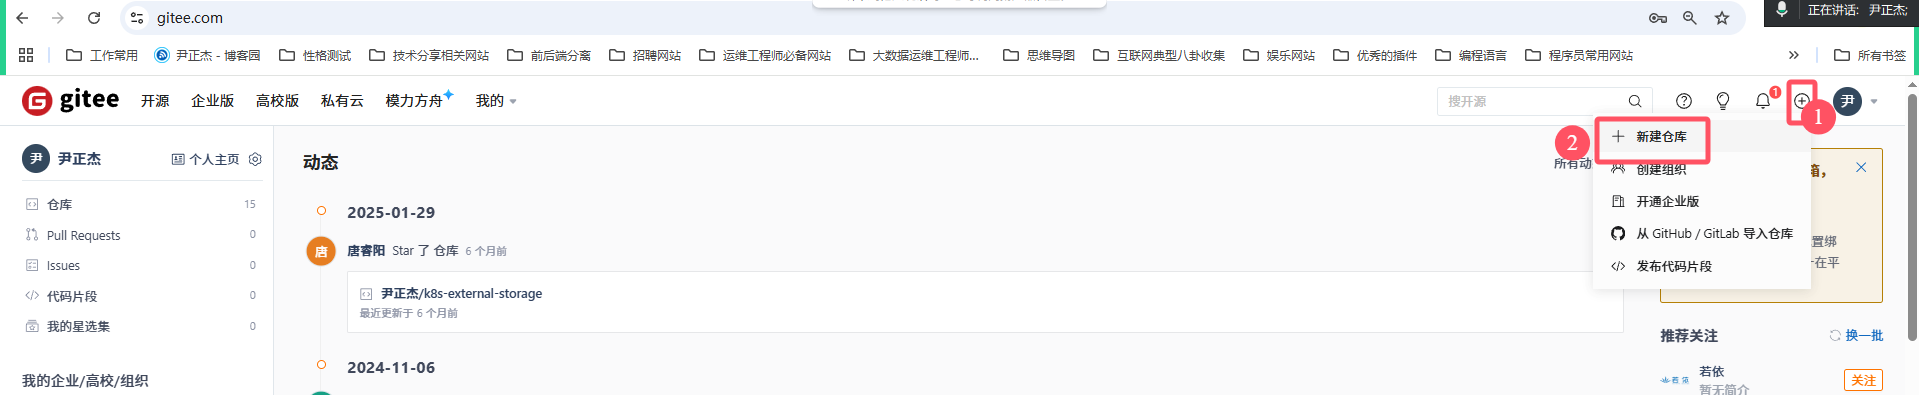 gitee.com
正在讲话: 尹正杰;
工作常用 尹正杰 - 博客园 性格测试 技术分享相关网站 前后端分离 招聘网站 运维工程师必备网站 大数据运维工程师... 思维导图 互联网典型八卦收集 娱乐网站 优秀的插件 编程语言 程序员常用网站 » 所有书签
gitee 开源 企业版 高校版 私有云 模力方舟 我的 搜开源 1 尹
1
尹 尹正杰 个人主页
动态
所有动
2
新建仓库
创建组织
开通企业版
从 GitHub / GitLab 导入仓库
发布代码片段
箱，
置绑
在平
仓库 15
Pull Requests 0
Issues 0
代码片段 0
我的星选集 0
我的企业/高校/组织
2025-01-29
唐 唐睿阳 Star 了 仓库 6 个月前
尹正杰/k8s-external-storage
最近更新于 6 个月前
2024-11-06
推荐关注 换一批
若依 关注
暂无简介